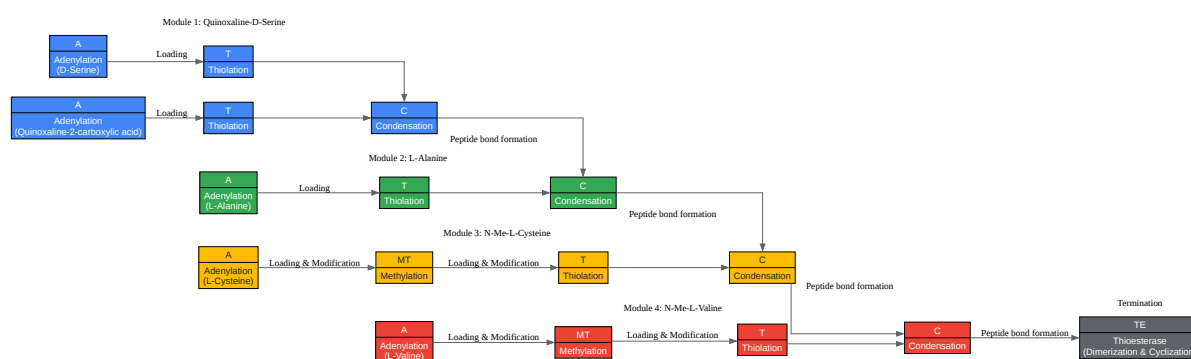 Module 1: Quinoxaline-D-Serine
A
Adenylation
(D-Serine)
Loading
T
Thiolation
A
Adenylation
(Quinoxaline-2-carboxylic acid)
Loading
T
Thiolation
C
Condensation
Peptide bond formation
Module 2: L-Alanine
A
Adenylation
(L-Alanine)
Loading
T
Thiolation
C
Condensation
Peptide bond formation
Module 3: N-Me-L-Cysteine
A
Adenylation
(L-Cysteine)
Loading & Modification
MT
Methylation
Loading & Modification
T
Thiolation
C
Condensation
Peptide bond formation
Module 4: N-Me-L-Valine
A
Adenylation
(L-Valine)
Loading & Modification
MT
Methylation
Loading & Modification
T
Thiolation
C
Condensation
Peptide bond formation
Termination
TE
Thioesterase
(Dimerization & Cyclization